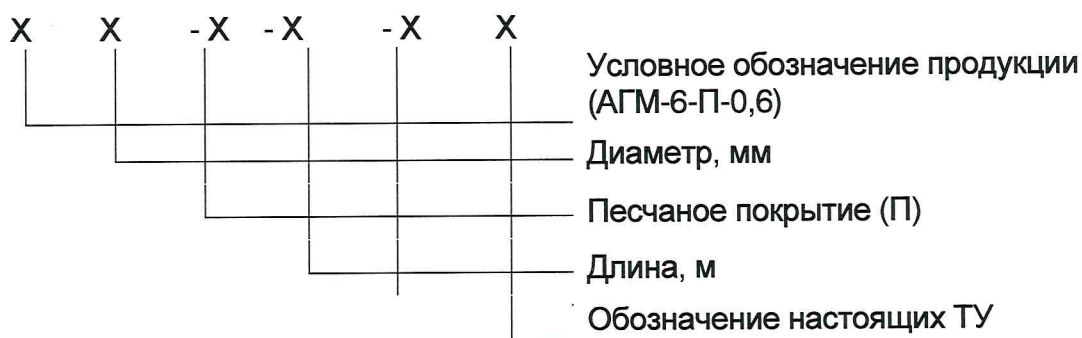 Х Х -Х -Х -Х Х
Условное обозначение продукции
(АГМ-6-П-0,6)
Диаметр, мм
Песчаное покрытие (П)
Длина, м
Обозначение настоящих ТУ